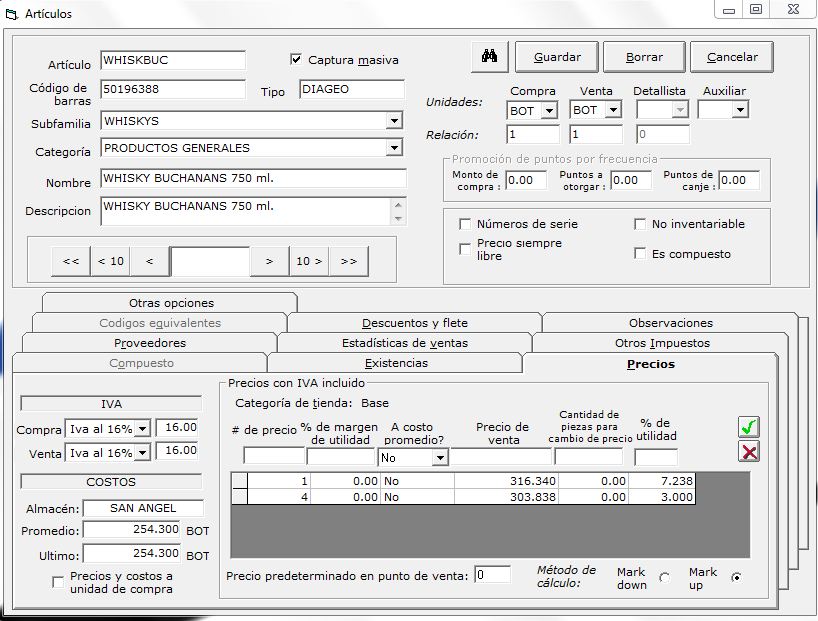 Artículos
Artículo WHISKBUC Captura masiva Guardar Borrar Cancelar
Código de barras 50196388 Tipo DIAGEO
Unidades: Compra Venta Detallista Auxiliar
BOT BOT
Relación: 1 1 0
Subfamilia WHISKYS
Categoría PRODUCTOS GENERALES
Nombre WHISKY BUCHANANS 750 ml.
Descripcion WHISKY BUCHANANS 750 ml.
Promoción de puntos por frecuencia
Monto de compra : 0.00 Puntos a otorgar : 0.00 Puntos de canje : 0.00
Números de serie No inventariable
Precio siempre libre Es compuesto
<< < 10 < > 10 > >>
Otras opciones
Codigos equivalentes Descuentos y flete Observaciones
Proveedores Estadísticas de ventas Otros Impuestos
Compuesto Existencias Precios
IVA
Compra Iva al 16% 16.00
Venta Iva al 16% 16.00
COSTOS
Almacén: SAN ANGEL
Promedio: 254.300 BOT
Ultimo: 254.300 BOT
Precios y costos a unidad de compra
Precios con IVA incluido
Categoría de tienda: Base
# de precio % de margen de utilidad A costo promedio? Precio de venta Cantidad de piezas para cambio de precio % de utilidad
No
1 0.00 No 316.340 0.00 7.238
4 0.00 No 303.838 0.00 3.000
Precio predeterminado en punto de venta: 0 Método de cálculo: Mark down Mark up